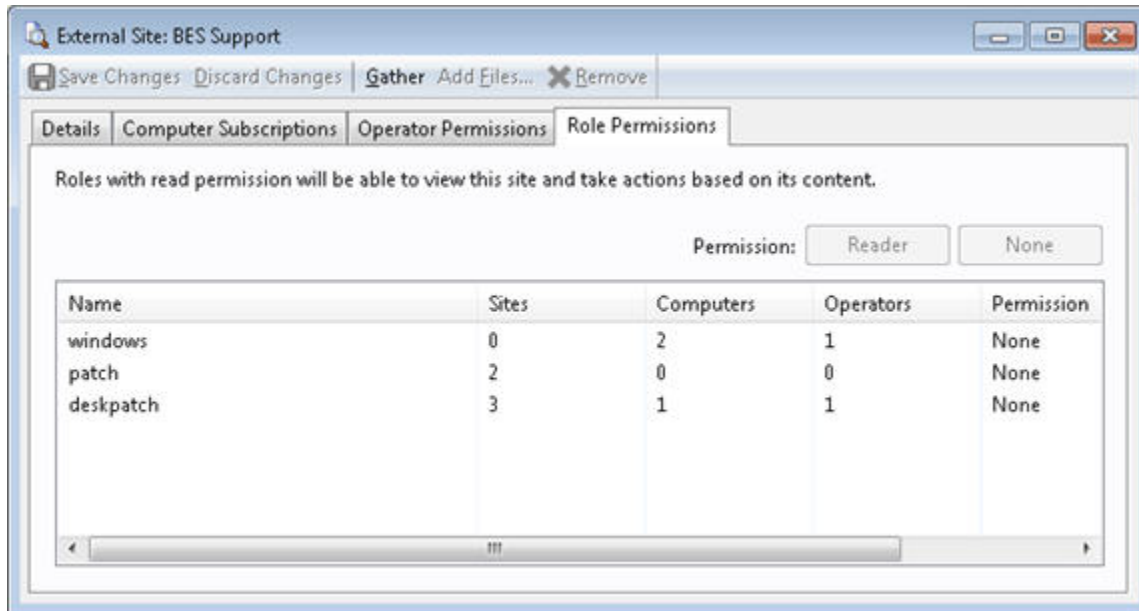 External Site: BES Support
Save Changes Discard Changes Gather Add Files... Remove
Details Computer Subscriptions Operator Permissions Role Permissions
Roles with read permission will be able to view this site and take actions based on its content.
Permission: Reader None
Name Sites Computers Operators Permission
windows 0 2 1 None
patch 2 0 0 None
deskpatch 3 1 1 None